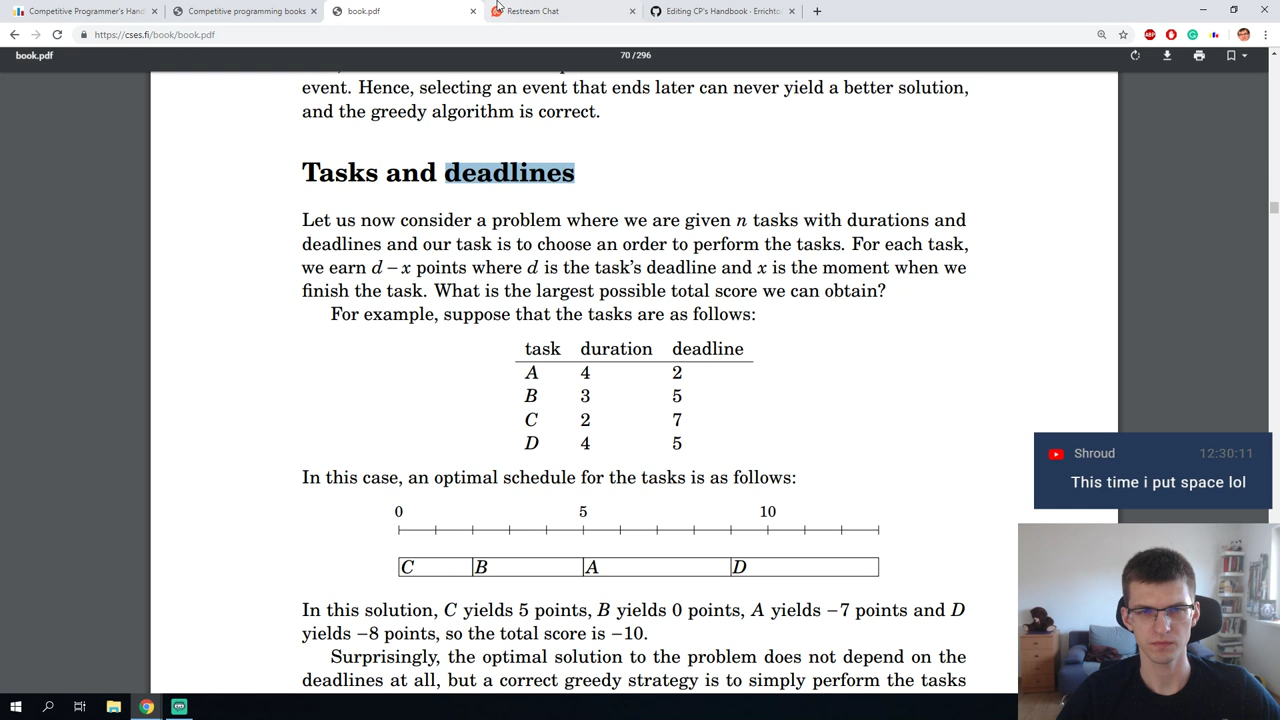 Competitive Programmer's Hand
Competitive programming books
book.pdf
Restream Chat
Editing CP's Handbook · Errichto
https://cses.fi/book/book.pdf
book.pdf
70 / 296
event. Hence, selecting an event that ends later can never yield a better solution,
and the greedy algorithm is correct.
Tasks and deadlines
Let us now consider a problem where we are given n tasks with durations and
deadlines and our task is to choose an order to perform the tasks. For each task,
we earn d − x points where d is the task's deadline and x is the moment when we
finish the task. What is the largest possible total score we can obtain?
For example, suppose that the tasks are as follows:
task duration deadline
A 4 2
B 3 5
C 2 7
D 4 5
In this case, an optimal schedule for the tasks is as follows:
0 5 10
C B A D
In this solution, C yields 5 points, B yields 0 points, A yields −7 points and D
yields −8 points, so the total score is −10.
Surprisingly, the optimal solution to the problem does not depend on the
deadlines at all, but a correct greedy strategy is to simply perform the tasks
Shroud 12:30:11
This time i put space lol